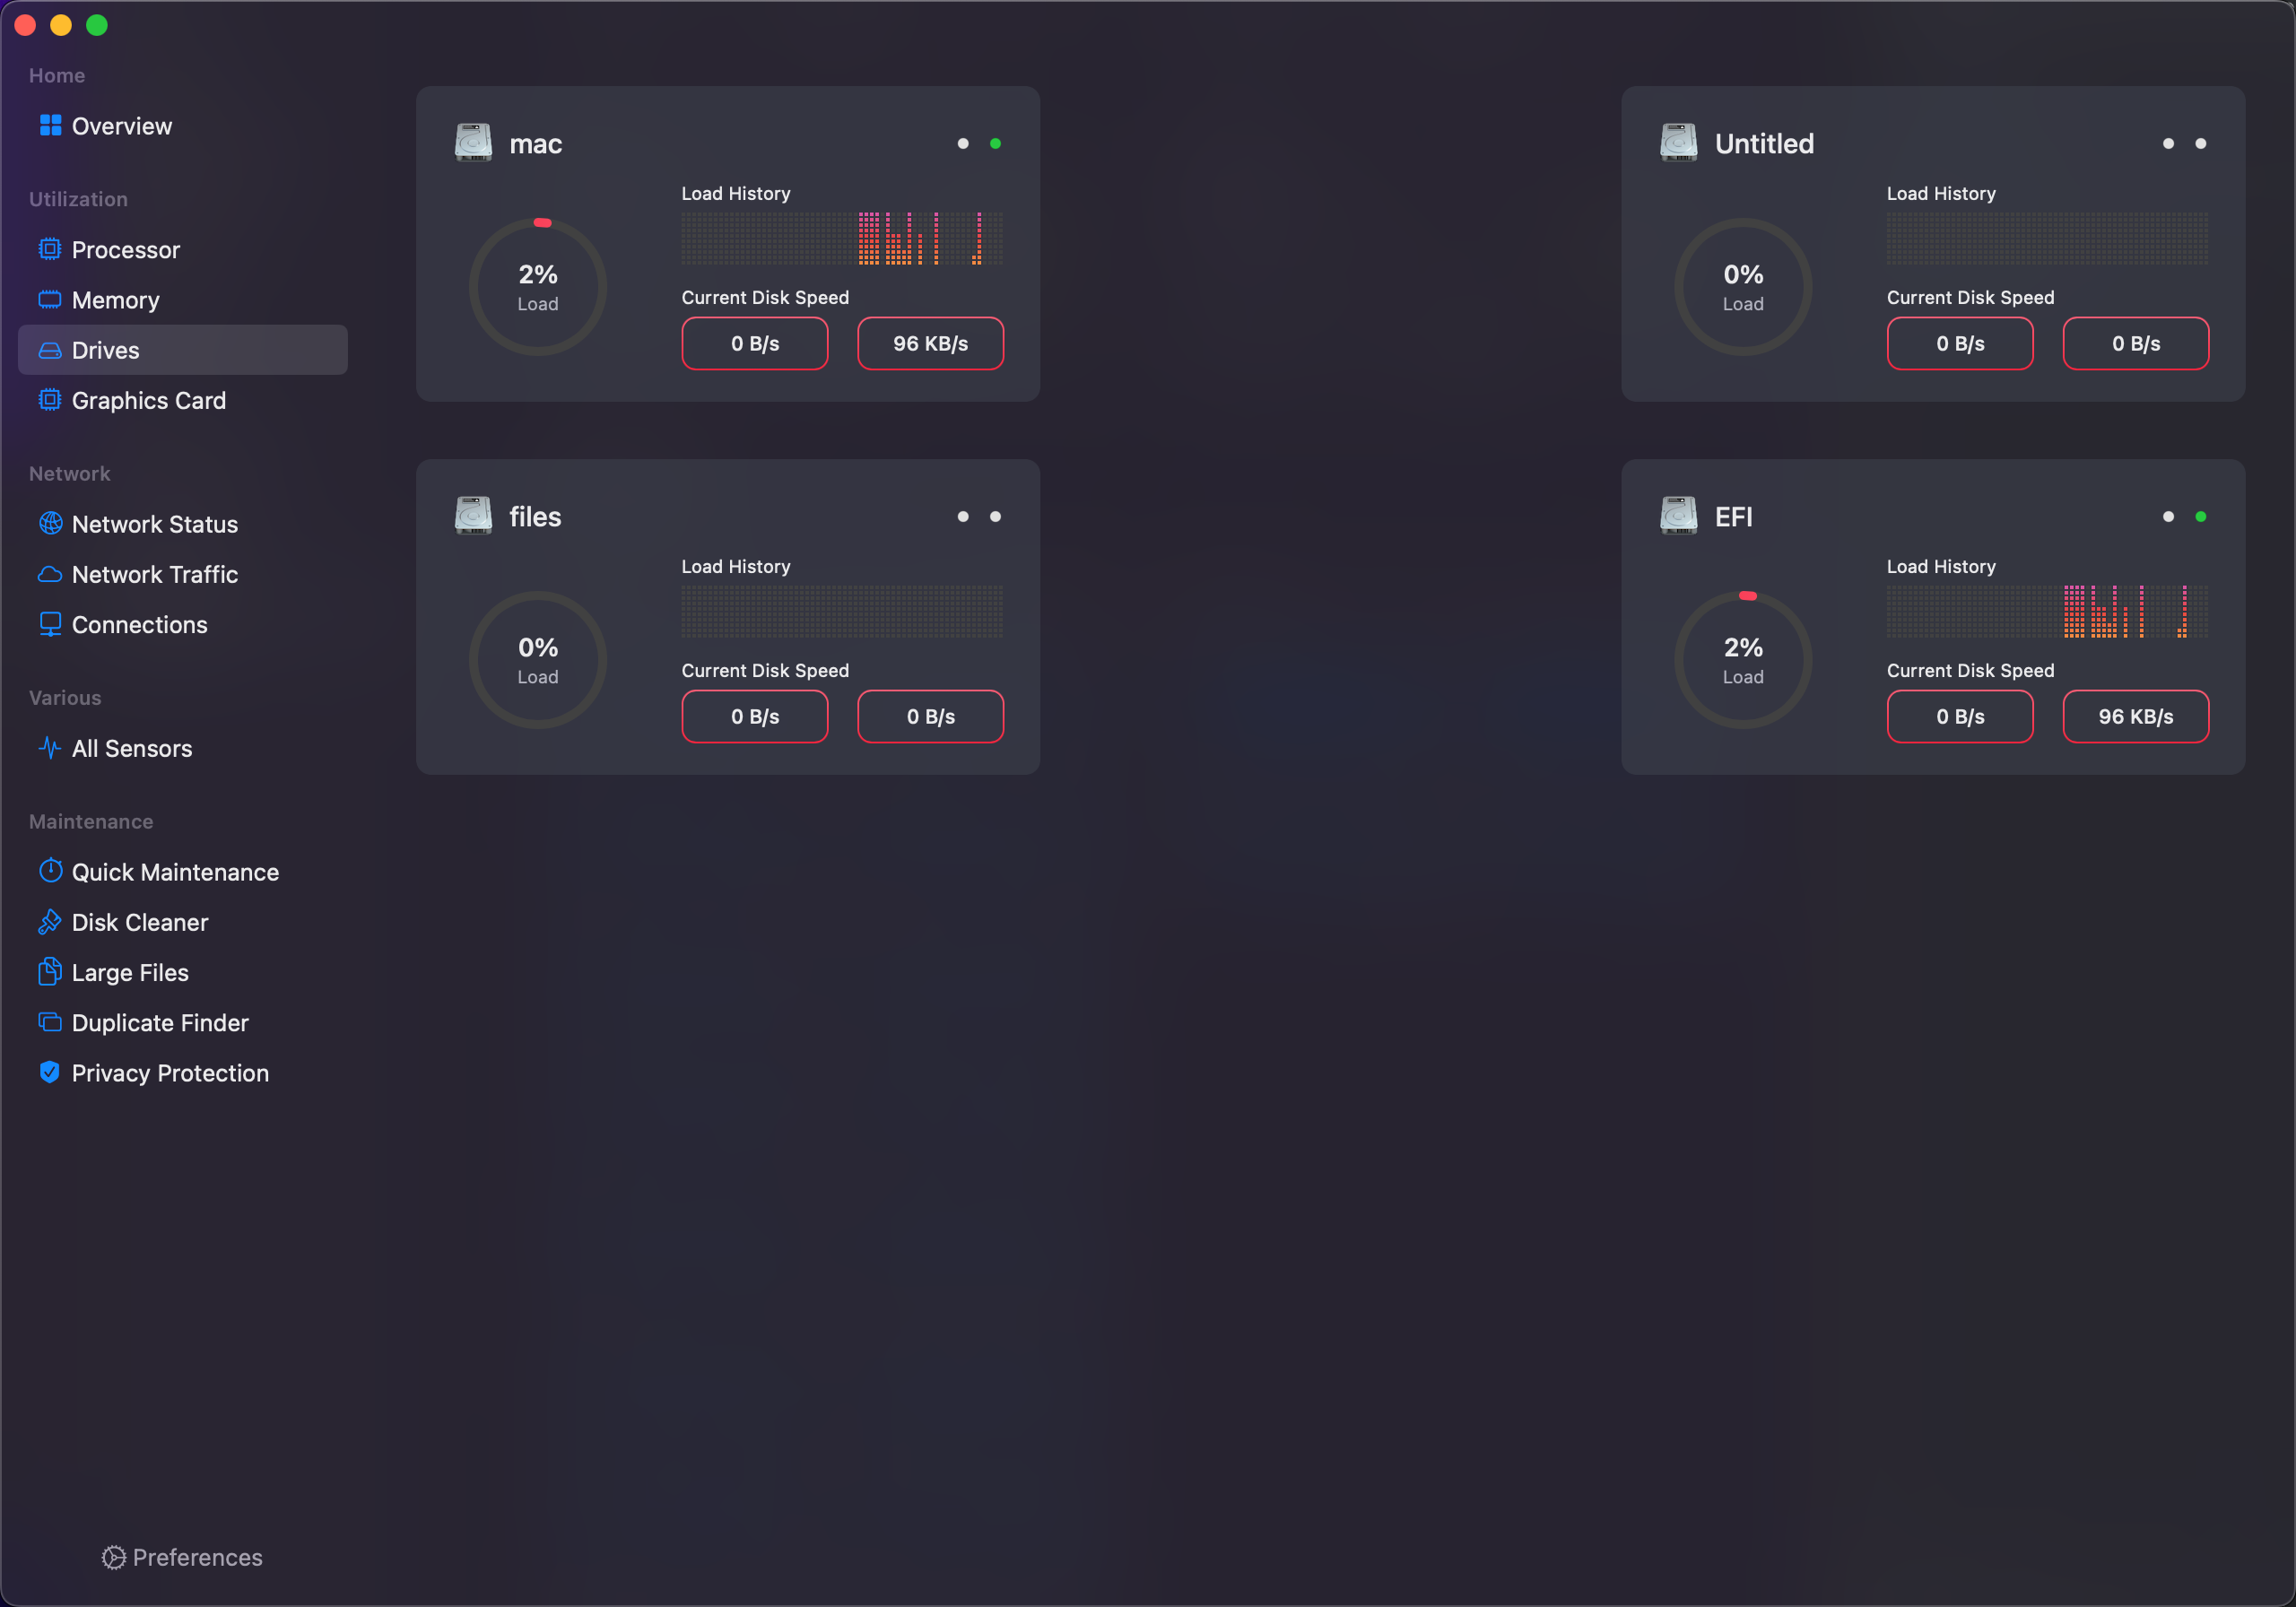 Home
Overview
Utilization
Processor
Memory
Drives
Graphics Card
Network
Network Status
Network Traffic
Connections
Various
All Sensors
Maintenance
Quick Maintenance
Disk Cleaner
Large Files
Duplicate Finder
Privacy Protection
Preferences
mac
Load History
2%
Load
Current Disk Speed
0 B/s 96 KB/s
Untitled
Load History
0%
Load
Current Disk Speed
0 B/s 0 B/s
files
Load History
0%
Load
Current Disk Speed
0 B/s 0 B/s
EFI
Load History
2%
Load
Current Disk Speed
0 B/s 96 KB/s